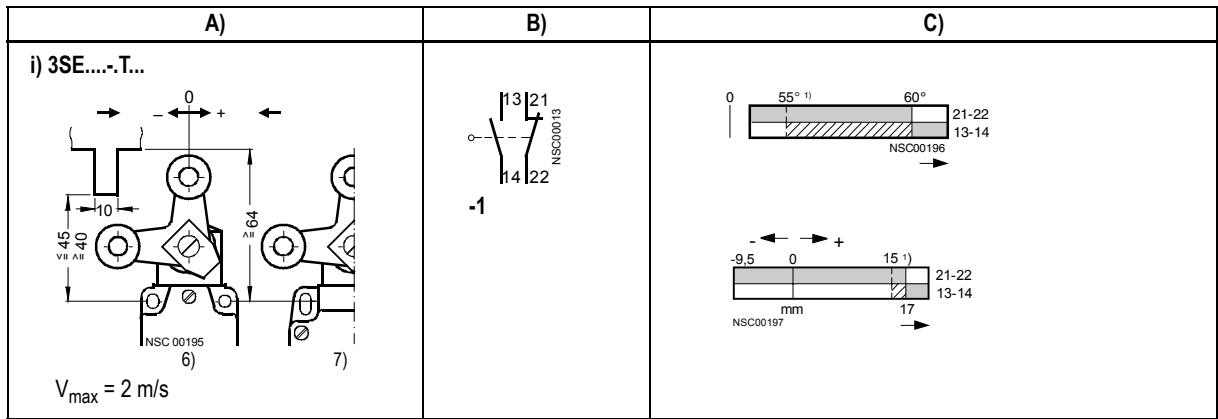 A) B) C)
i) 3SE....-.T...
0
– +
10
≤ 45
≥ 40
≥ 64
NSC 00195
6) 7)
Vmax = 2 m/s
13 21
14 22
NSC00013
-1
0 55° 1) 60°
21-22
13-14
NSC00196
- +
-9,5 0 15 1)
21-22
13-14
mm 17
NSC00197